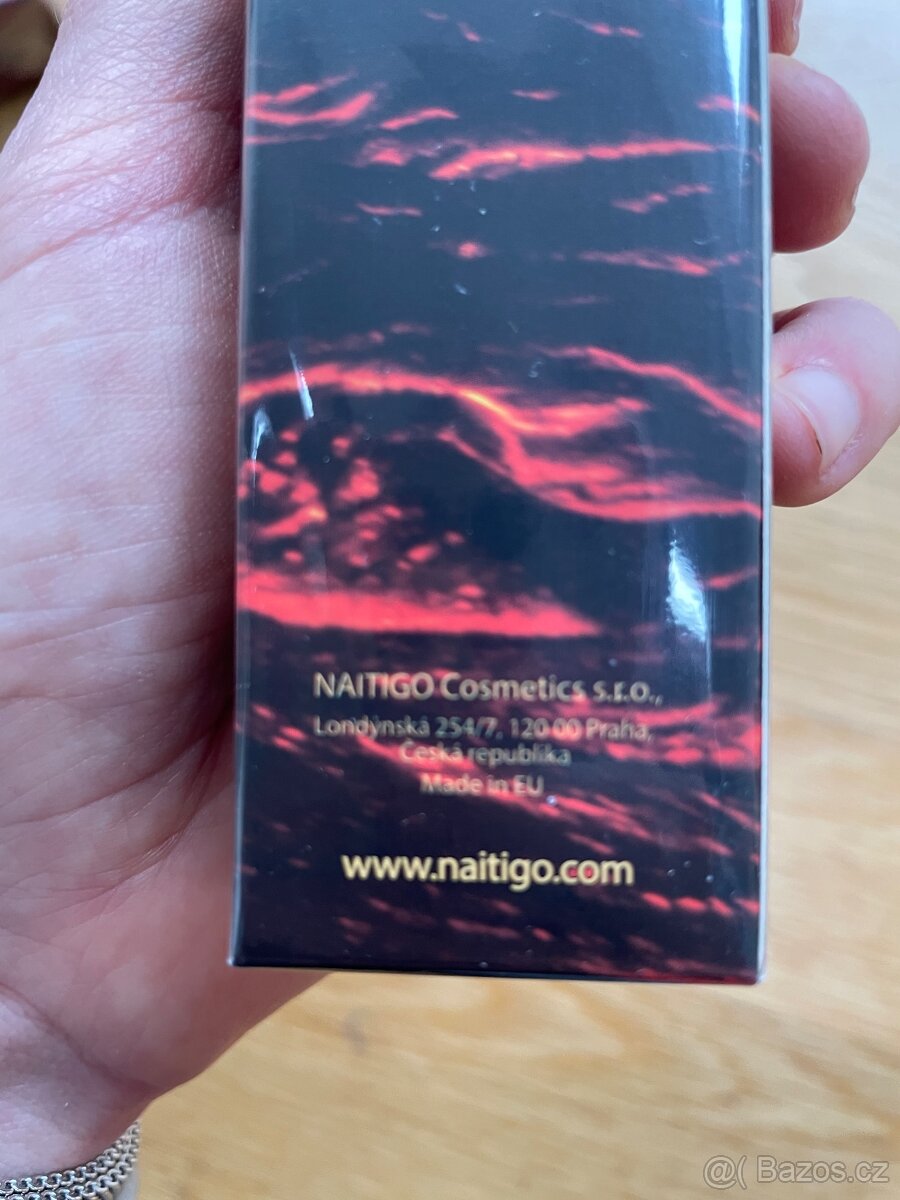 NAITIGO Cosmetics s.r.o.,
Londýnská 254/7, 120 00 Praha,
Česká republika
Made in EU
www.naitigo.com
@( Bazos.cz